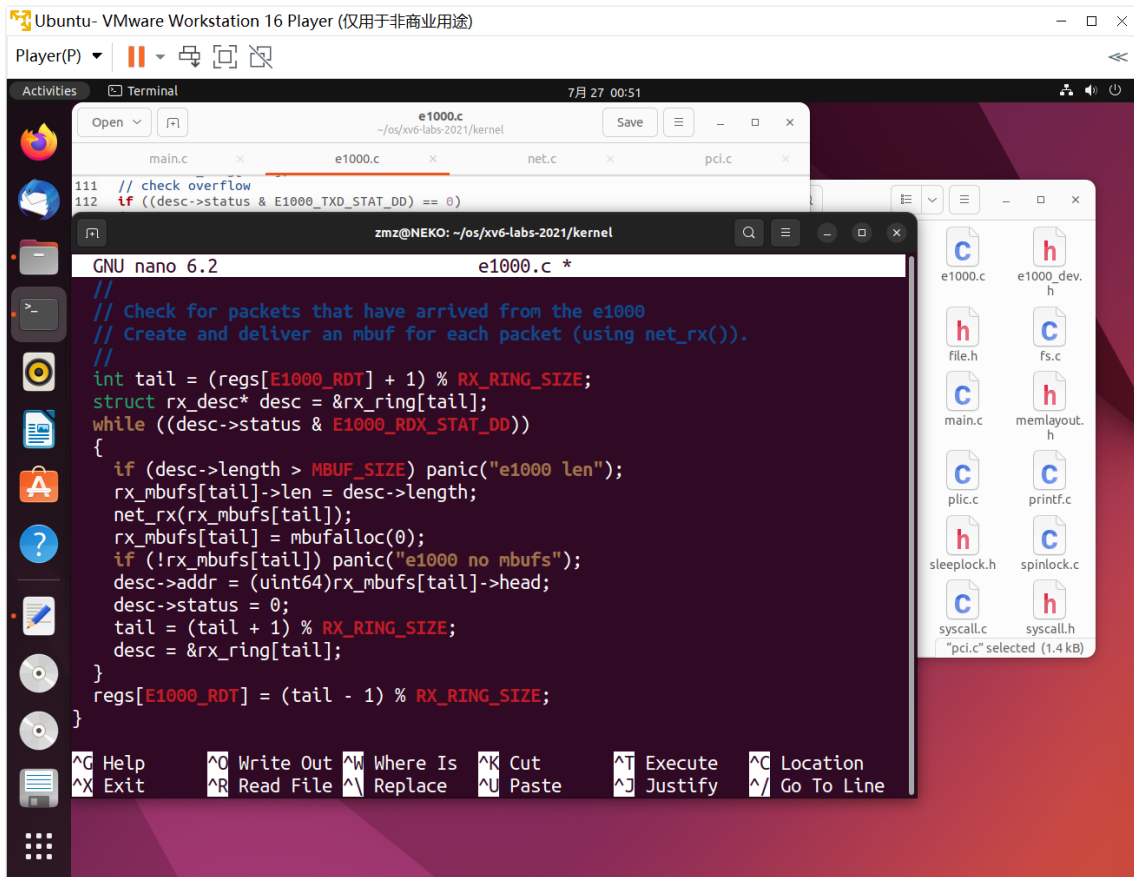 Ubuntu- VMware Workstation 16 Player (仅用于非商业用途)
Player(P)
Activities
Terminal
7月 27 00:51
Open
e1000.c
~/os/xv6-labs-2021/kernel
Save
main.c
e1000.c
net.c
pci.c
111 // check overflow
112 if ((desc->status & E1000_TXD_STAT_DD) == 0)
zmz@NEKO: ~/os/xv6-labs-2021/kernel
GNU nano 6.2 e1000.c *
//
// Check for packets that have arrived from the e1000
// Create and deliver an mbuf for each packet (using net_rx()).
//
int tail = (regs[E1000_RDT] + 1) % RX_RING_SIZE;
struct rx_desc* desc = &rx_ring[tail];
while ((desc->status & E1000_RDX_STAT_DD))
{
if (desc->length > MBUF_SIZE) panic("e1000 len");
rx_mbufs[tail]->len = desc->length;
net_rx(rx_mbufs[tail]);
rx_mbufs[tail] = mbufalloc(0);
if (!rx_mbufs[tail]) panic("e1000 no mbufs");
desc->addr = (uint64)rx_mbufs[tail]->head;
desc->status = 0;
tail = (tail + 1) % RX_RING_SIZE;
desc = &rx_ring[tail];
}
regs[E1000_RDT] = (tail - 1) % RX_RING_SIZE;
}
^G Help ^O Write Out ^W Where Is ^K Cut ^T Execute ^C Location
^X Exit ^R Read File ^\ Replace ^U Paste ^J Justify ^/ Go To Line
e1000.c
e1000_dev.
h
file.h
fs.c
main.c
memlayout.
h
plic.c
printf.c
sleeplock.h
spinlock.c
syscall.c
syscall.h
"pci.c" selected (1.4 kB)